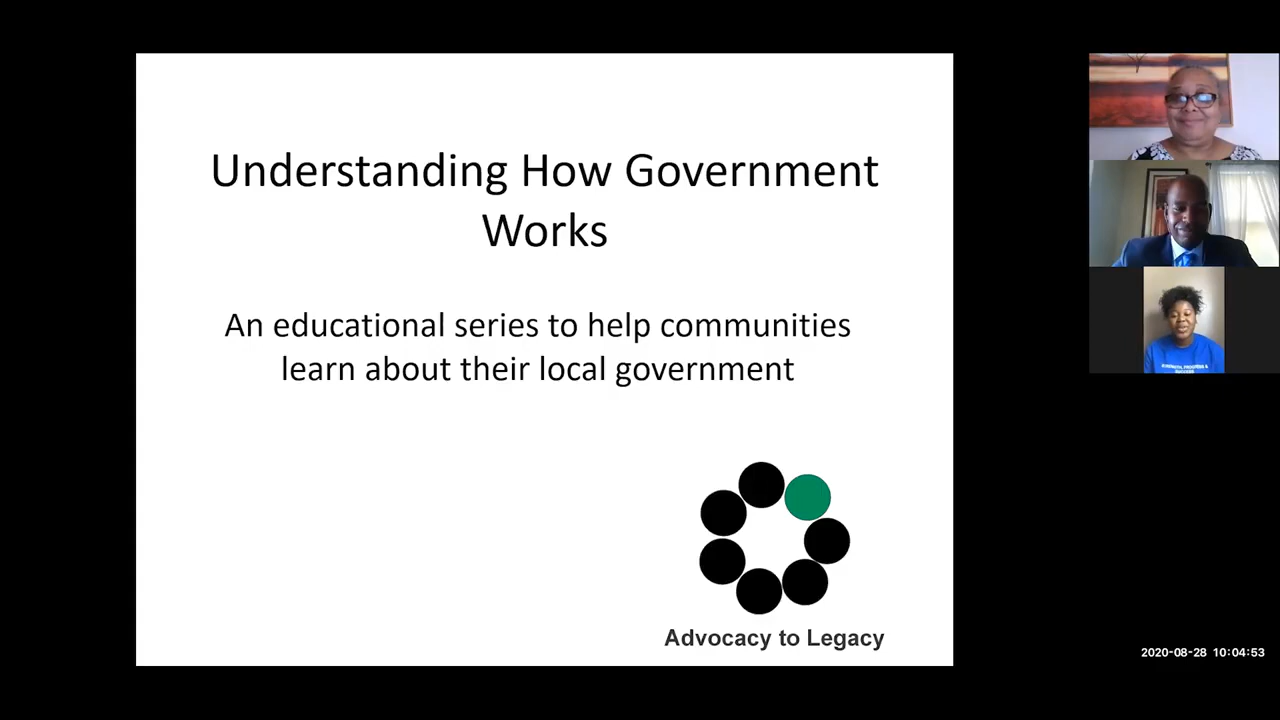 Understanding How Government
Works
An educational series to help communities
learn about their local government
Advocacy to Legacy
2020-08-28 10:04:53